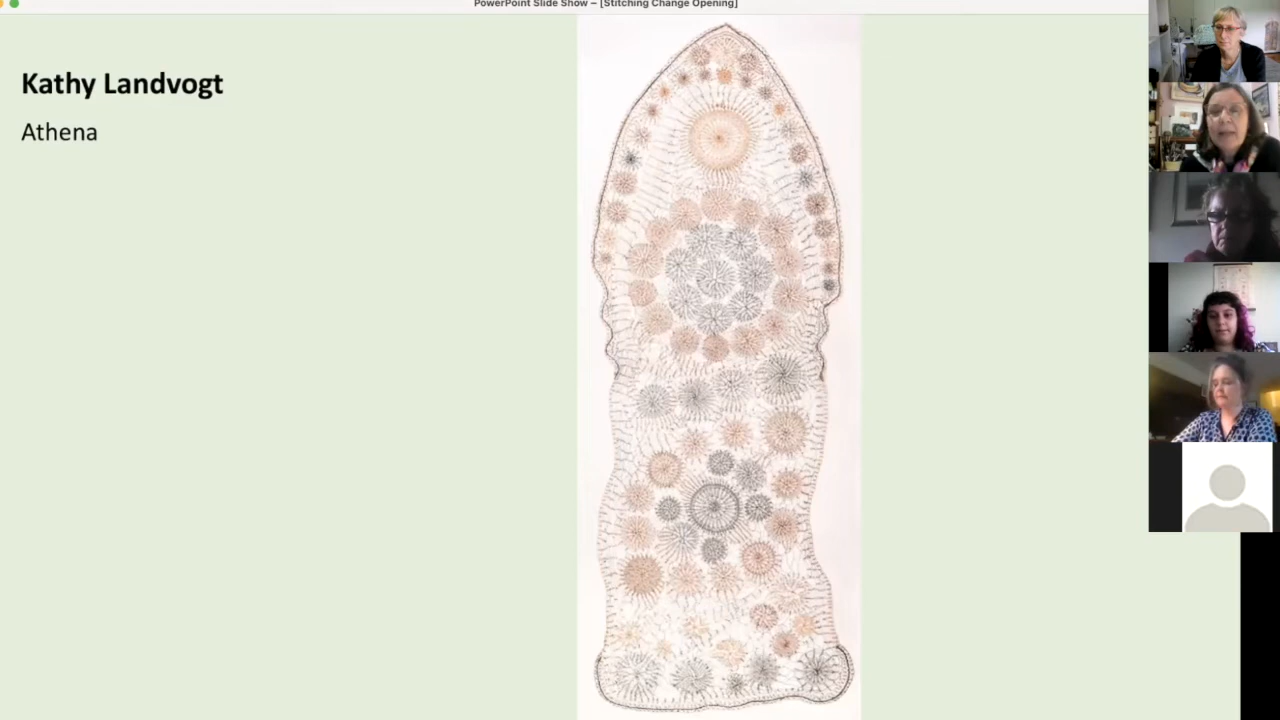 PowerPoint Slide Show – [Stitching Change Opening]
Kathy Landvogt
Athena